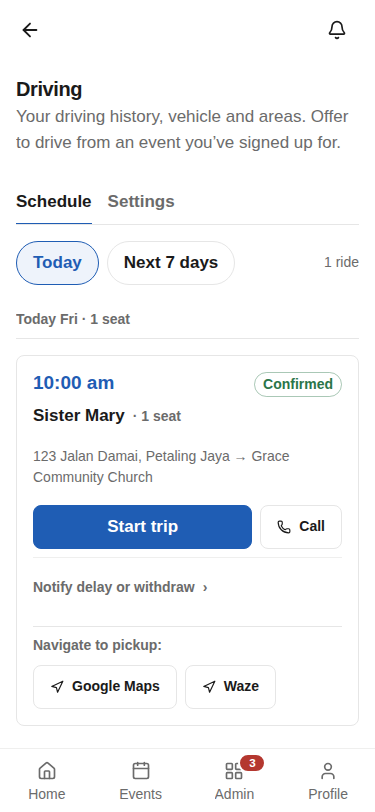 Driving
Your driving history, vehicle and areas. Offer
to drive from an event you’ve signed up for.
Schedule Settings
Today Next 7 days 1 ride
Today Fri · 1 seat
10:00 am Confirmed
Sister Mary · 1 seat
123 Jalan Damai, Petaling Jaya → Grace
Community Church
Start trip Call
Notify delay or withdraw ›
Navigate to pickup:
Google Maps Waze
3
Home Events Admin Profile